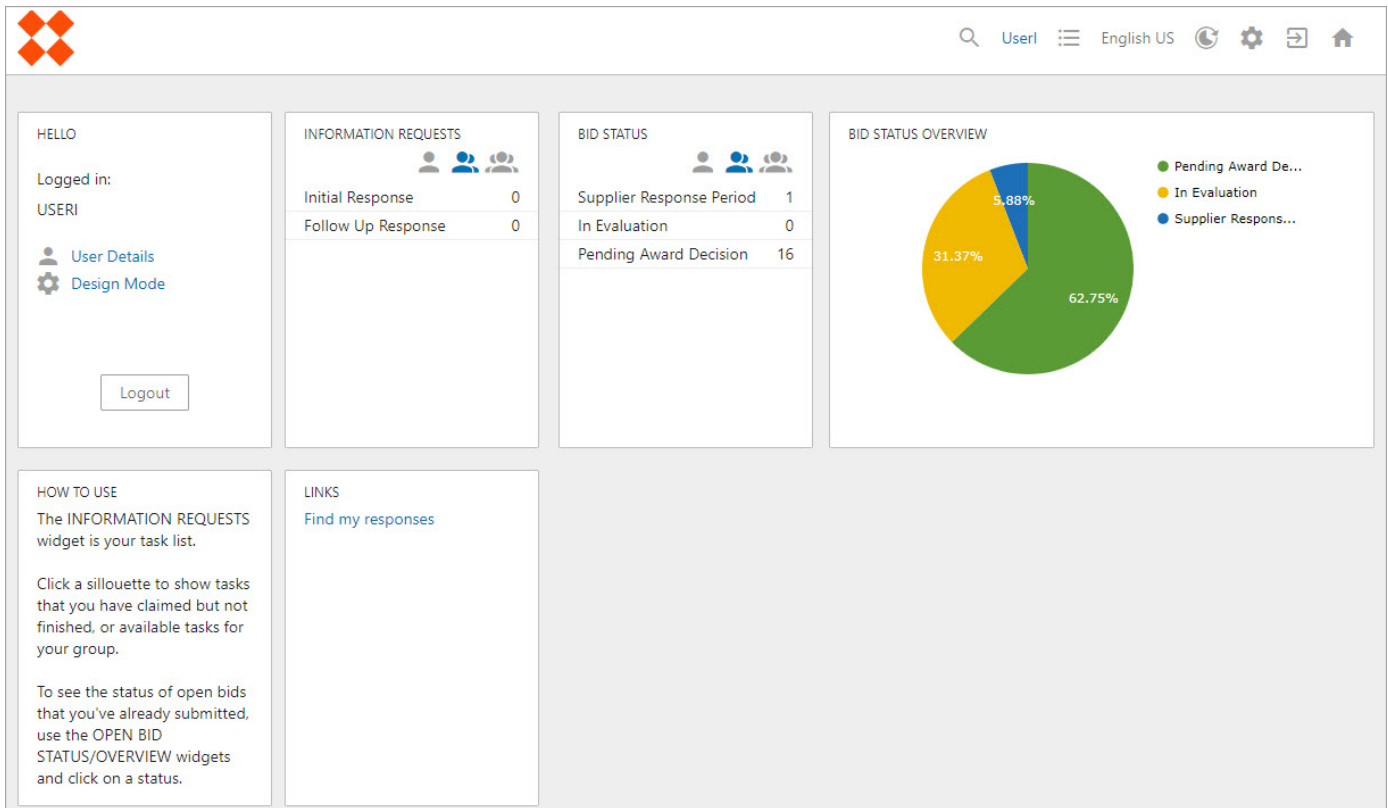 UserI
English US
HELLO
Logged in:
USERI
User Details
Design Mode
Logout
INFORMATION REQUESTS
Initial Response 0
Follow Up Response 0
BID STATUS
Supplier Response Period 1
In Evaluation 0
Pending Award Decision 16
BID STATUS OVERVIEW
5.88%
31.37%
62.75%
Pending Award De...
In Evaluation
Supplier Respons...
HOW TO USE
The INFORMATION REQUESTS
widget is your task list.
Click a sillouette to show tasks
that you have claimed but not
finished, or available tasks for
your group.
To see the status of open bids
that you've already submitted,
use the OPEN BID
STATUS/OVERVIEW widgets
and click on a status.
LINKS
Find my responses